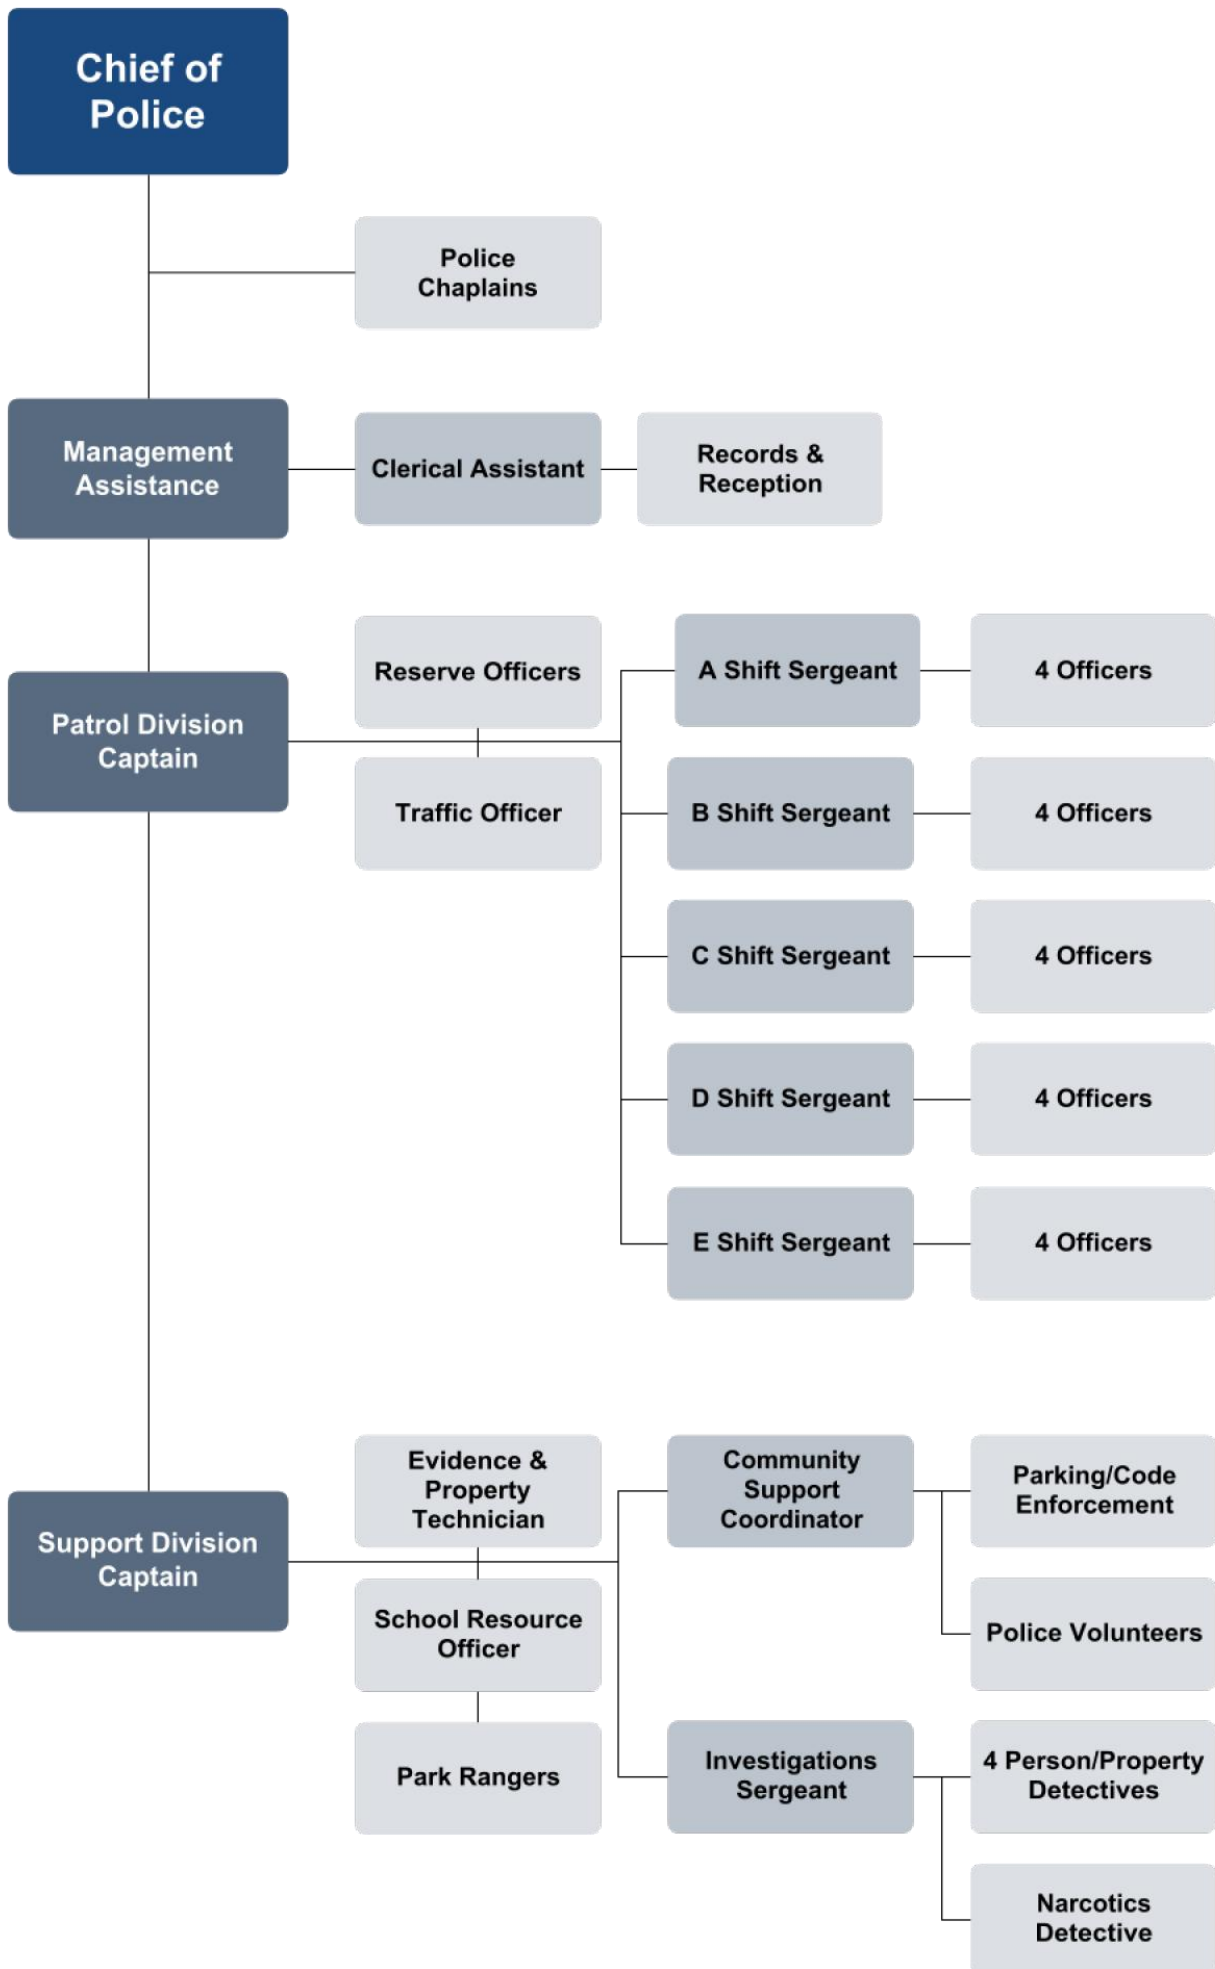 Chief of
Police
Police
Chaplains
Management
Assistance
Clerical Assistant
Records &
Reception
Patrol Division
Captain
Reserve Officers
Traffic Officer
A Shift Sergeant
4 Officers
B Shift Sergeant
4 Officers
C Shift Sergeant
4 Officers
D Shift Sergeant
4 Officers
E Shift Sergeant
4 Officers
Support Division
Captain
Evidence &
Property
Technician
School Resource
Officer
Park Rangers
Community
Support
Coordinator
Parking/Code
Enforcement
Police Volunteers
Investigations
Sergeant
4 Person/Property
Detectives
Narcotics
Detective